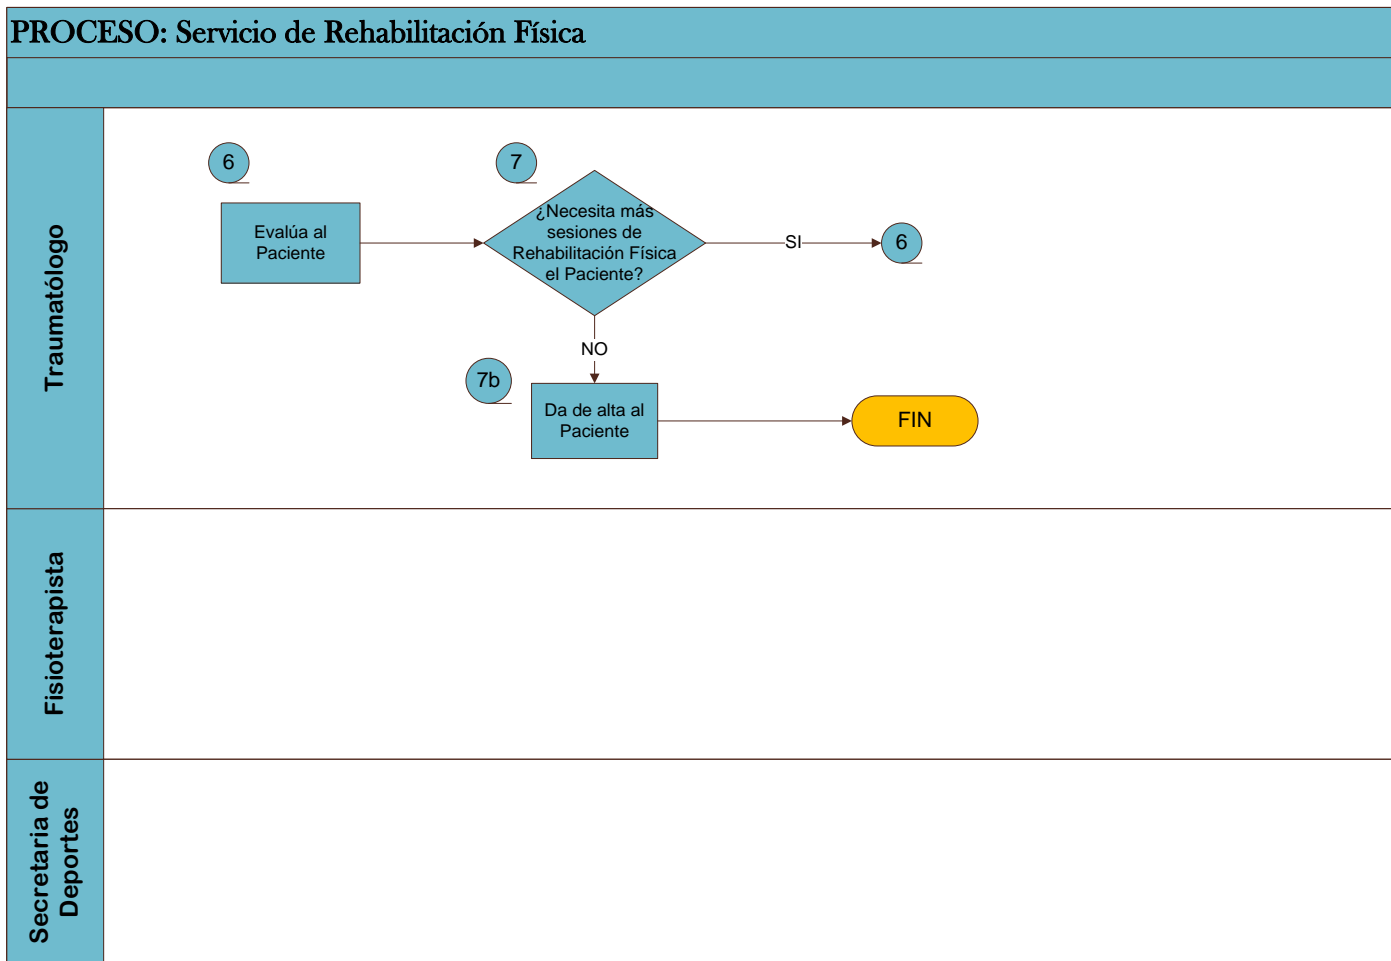 PROCESO: Servicio de Rehabilitación Física
Traumatólogo
6
7
Evalúa al
Paciente
¿Necesita más
sesiones de
Rehabilitación Física
el Paciente?
SI
6
NO
7b
Da de alta al
Paciente
FIN
Fisioterapista
Secretaria de
Deportes